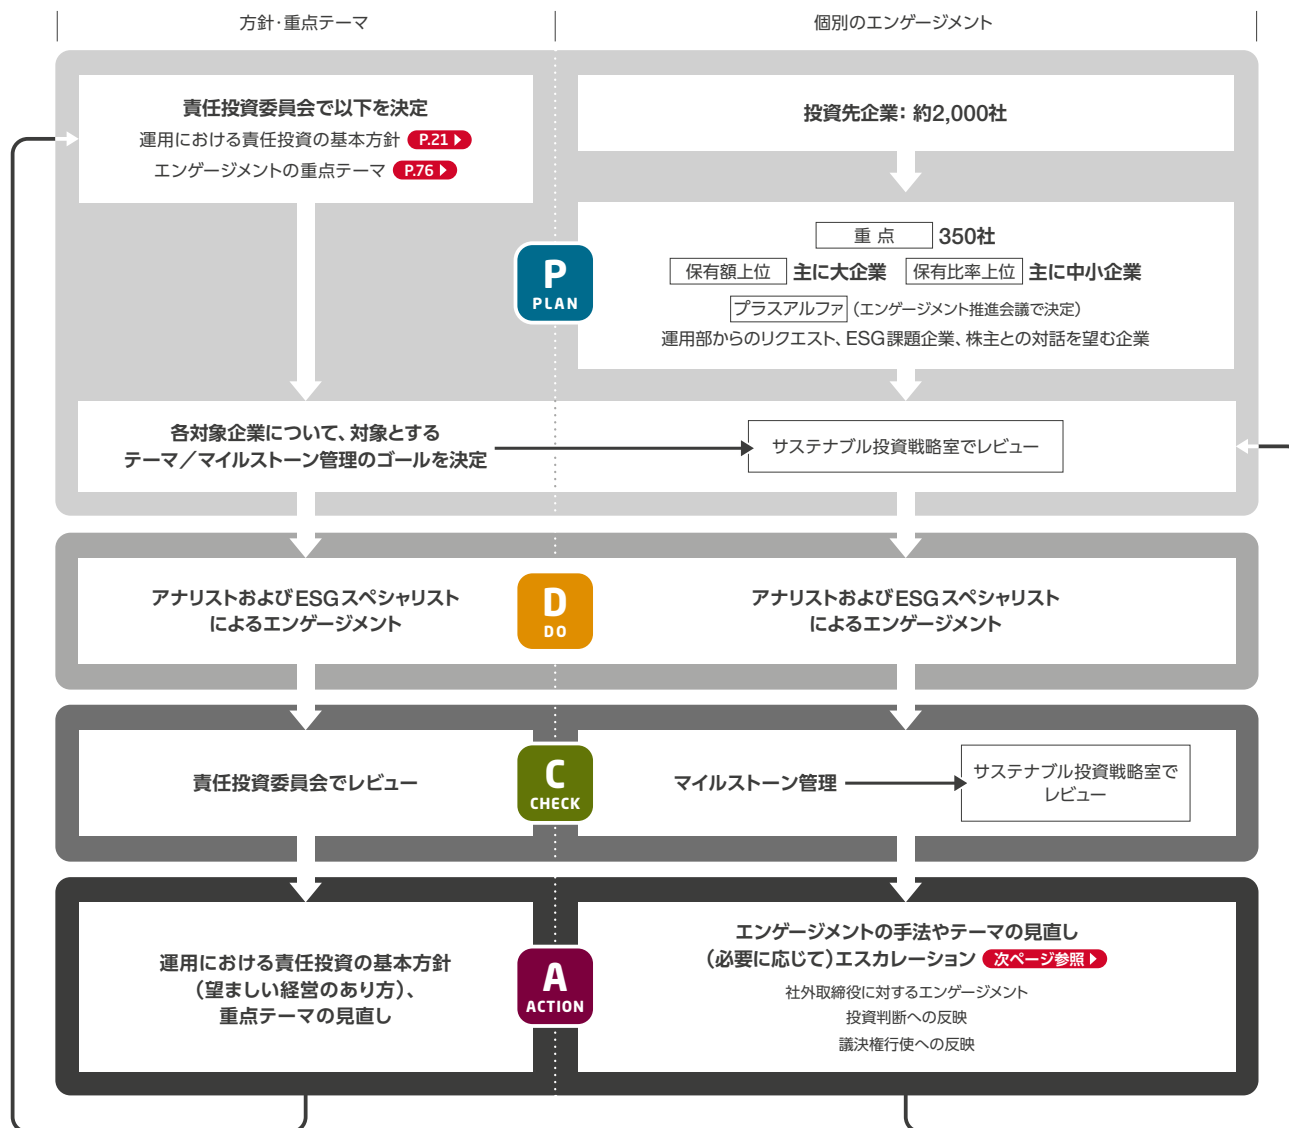 方針・重点テーマ
個別のエンゲージメント
責任投資委員会で以下を決定
運用における責任投資の基本方針 P.21
エンゲージメントの重点テーマ P.76
投資先企業：約2,000社
重点 350社
保有額上位 主に大企業 保有比率上位 主に中小企業
プラスアルファ（エンゲージメント推進会議で決定）
運用部からのリクエスト、ESG課題企業、株主との対話を望む企業
P
PLAN
各対象企業について、対象とする
テーマ／マイルストーン管理のゴールを決定
サステナブル投資戦略室でレビュー
アナリストおよびESGスペシャリスト
によるエンゲージメント
D
DO
アナリストおよびESGスペシャリスト
によるエンゲージメント
責任投資委員会でレビュー
C
CHECK
マイルストーン管理
サステナブル投資戦略室で
レビュー
運用における責任投資の基本方針
（望ましい経営のあり方）、
重点テーマの見直し
A
ACTION
エンゲージメントの手法やテーマの見直し
（必要に応じて）エスカレーション 次ページ参照
社外取締役に対するエンゲージメント
投資判断への反映
議決権行使への反映